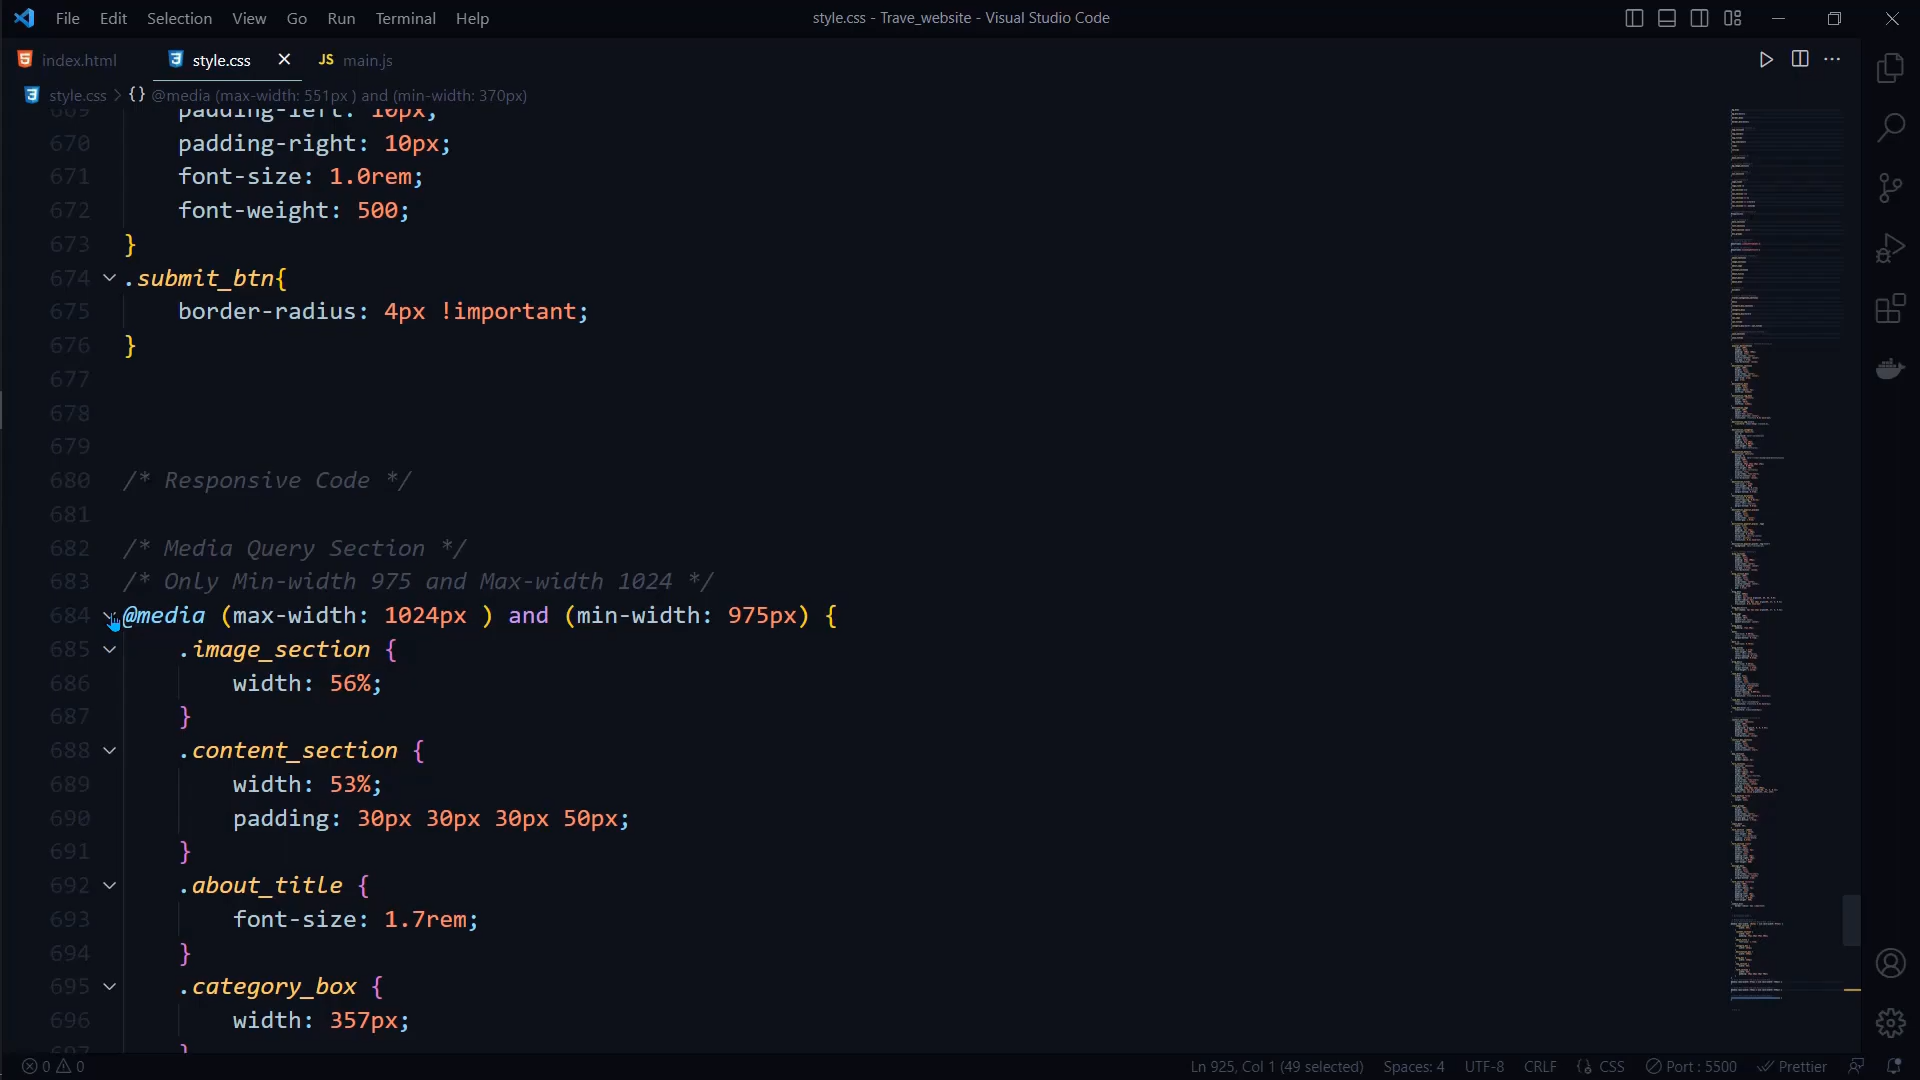 File Edit Selection View Go Run Terminal Help
style.css - Trave_website - Visual Studio Code
index.html
style.css
JS main.js
style.css > {} @media (max-width: 551px ) and (min-width: 370px)
669 padding-left: 10px;
670 padding-right: 10px;
671 font-size: 1.0rem;
672 font-weight: 500;
673 }
674 .submit_btn{
675 border-radius: 4px !important;
676 }
677
678
679
680 /* Responsive Code */
681
682 /* Media Query Section */
683 /* Only Min-width 975 and Max-width 1024 */
684 @media (max-width: 1024px ) and (min-width: 975px) {
685 .image_section {
686 width: 56%;
687 }
688 .content_section {
689 width: 53%;
690 padding: 30px 30px 30px 50px;
691 }
692 .about_title {
693 font-size: 1.7rem;
694 }
695 .category_box {
696 width: 357px;
697 }
0 0
Ln 925, Col 1 (49 selected) Spaces: 4 UTF-8 CRLF {} CSS Port : 5500 Prettier